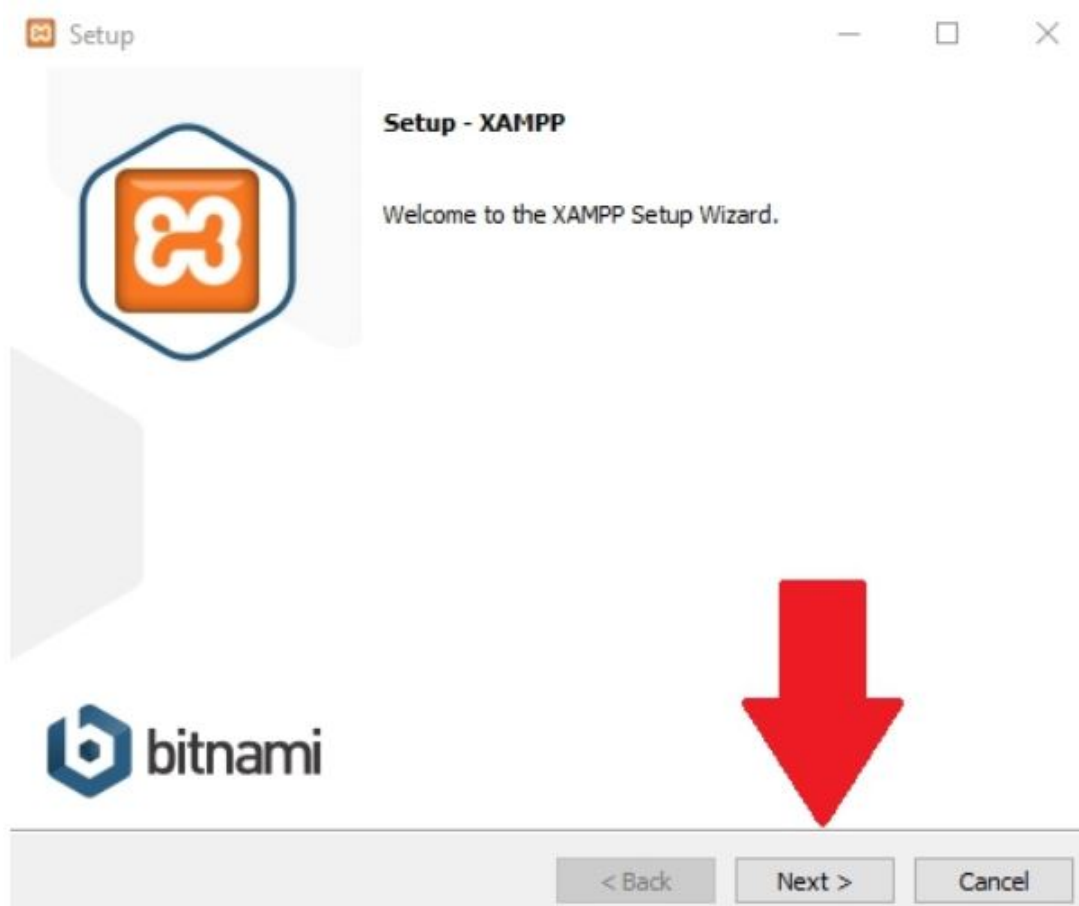 Setup
Setup - XAMPP
Welcome to the XAMPP Setup Wizard.
bitnami
< Back
Next >
Cancel